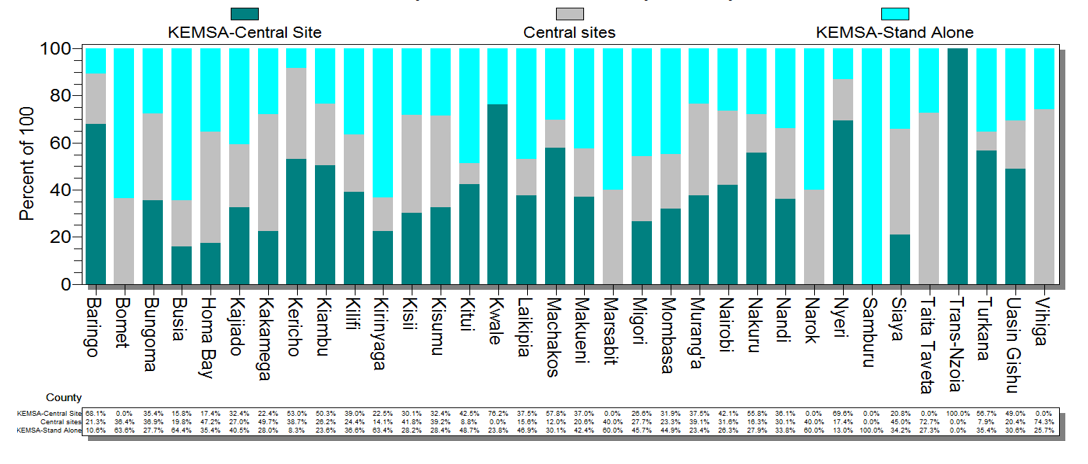 KEMSA-Central Site Central sites KEMSA-Stand Alone
Percent of 100
100
80
60
40
20
0
Baringo
Bomet
Bungoma
Busia
Homa Bay
Kajiado
Kakamega
Kericho
Kiambu
Kilifi
Kirinyaga
Kisii
Kisumu
Kitui
Kwale
Laikipia
Machakos
Makueni
Marsabit
Migori
Mombasa
Murang'a
Nairobi
Nakuru
Nandi
Narok
Nyeri
Samburu
Siaya
Taita Taveta
Trans-Nzoia
Turkana
Uasin Gishu
Vihiga
County
KEMSA-Central Site 68.1% 0.0% 35.4% 15.8% 17.4% 32.4% 22.4% 53.0% 50.3% 39.0% 22.5% 30.1% 32.4% 42.5% 76.2% 37.5% 57.8% 37.0% 0.0% 26.6% 31.9% 37.5% 42.1% 55.8% 36.1% 0.0% 69.6% 20.8% 0.0% 100.0% 56.7% 49.0% 0.0%
Central sites 21.3% 36.4% 36.9% 19.8% 47.2% 27.0% 49.7% 38.7% 26.2% 24.4% 14.1% 41.8% 39.2% 8.8% 0.0% 15.6% 12.0% 20.6% 40.0% 27.7% 23.3% 39.1% 31.6% 16.3% 30.1% 40.0% 17.4% 0.0% 45.0% 72.7% 0.0% 7.9% 20.4% 74.3%
KEMSA-Stand Alone 10.6% 63.6% 27.7% 64.4% 35.4% 40.5% 28.0% 8.3% 23.6% 36.6% 63.4% 28.2% 28.4% 48.7% 23.8% 46.9% 30.1% 42.4% 60.0% 45.7% 44.9% 23.4% 26.3% 27.9% 33.8% 60.0% 13.0% 100.0% 34.2% 27.3% 0.0% 35.4% 30.6% 25.7%